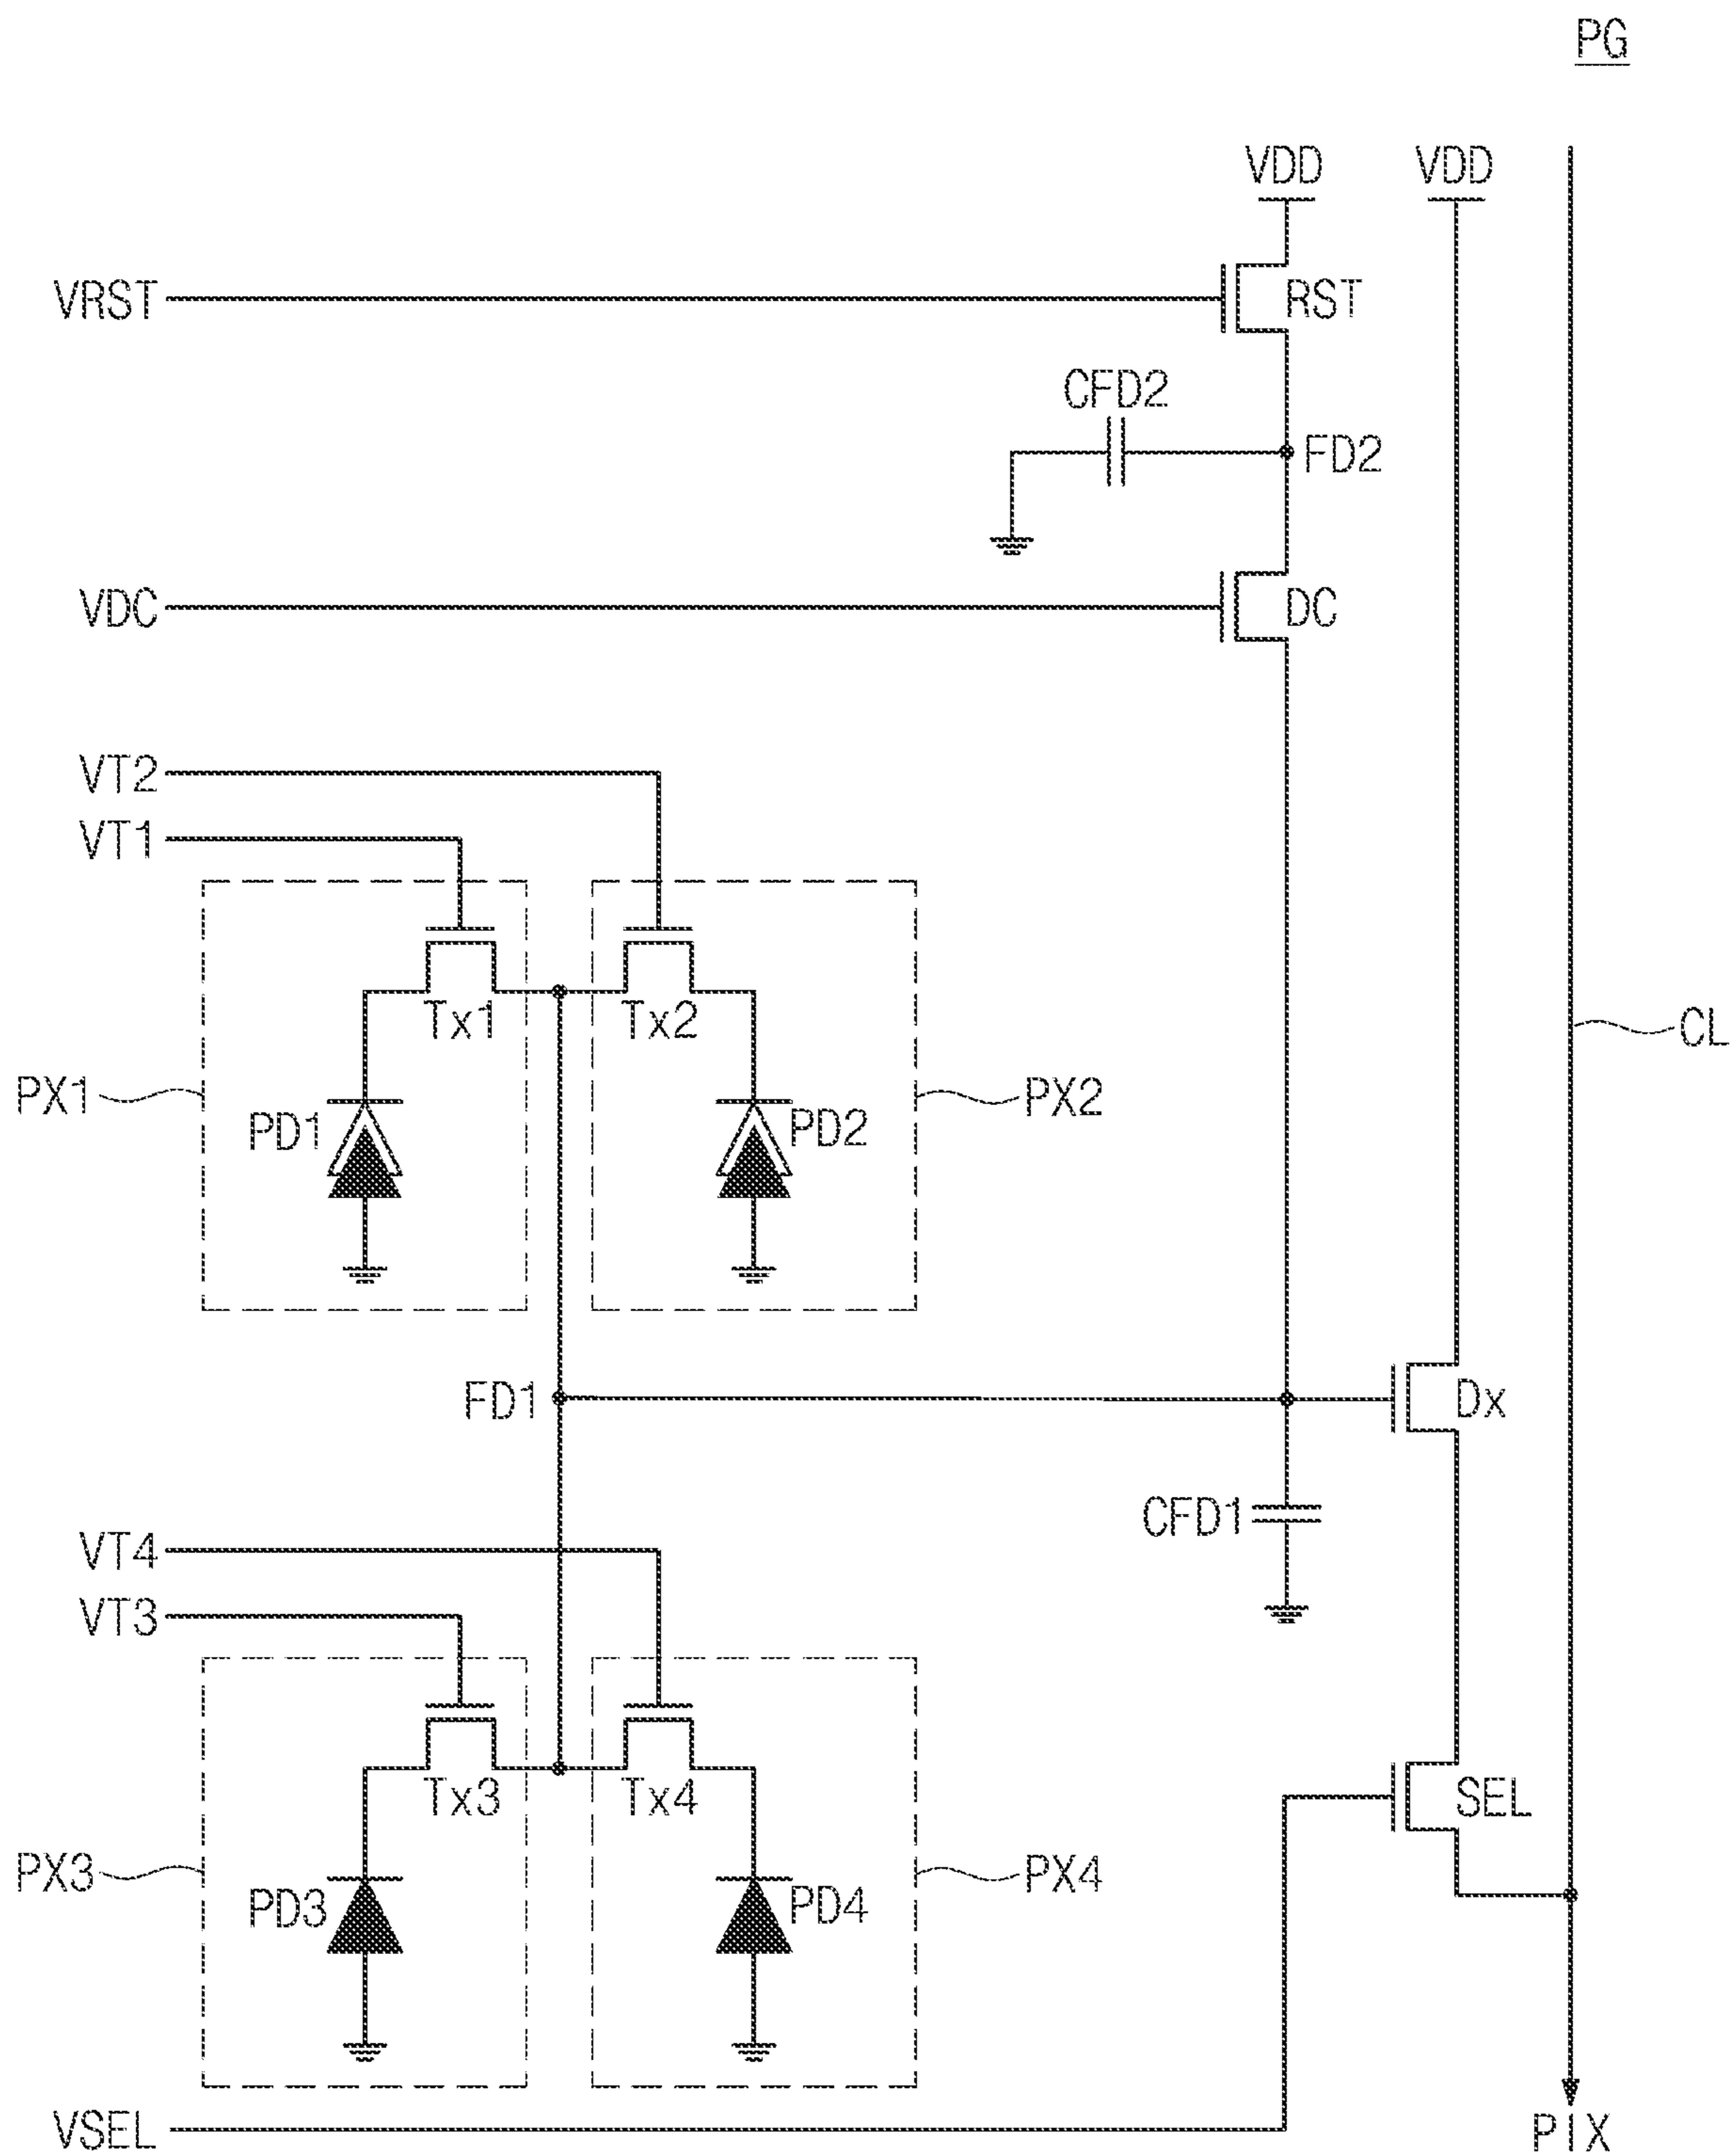 PG
VDD VDD
VRST RST
CFD2
FD2
VDC DC
VT2
VT1
Tx1 Tx2
CL
PX1 PX2
PD1 PD2
FD1 Dx
CFD1
VT4
VT3
Tx3 Tx4 SEL
PX3 PX4
PD3 PD4
VSEL PIX